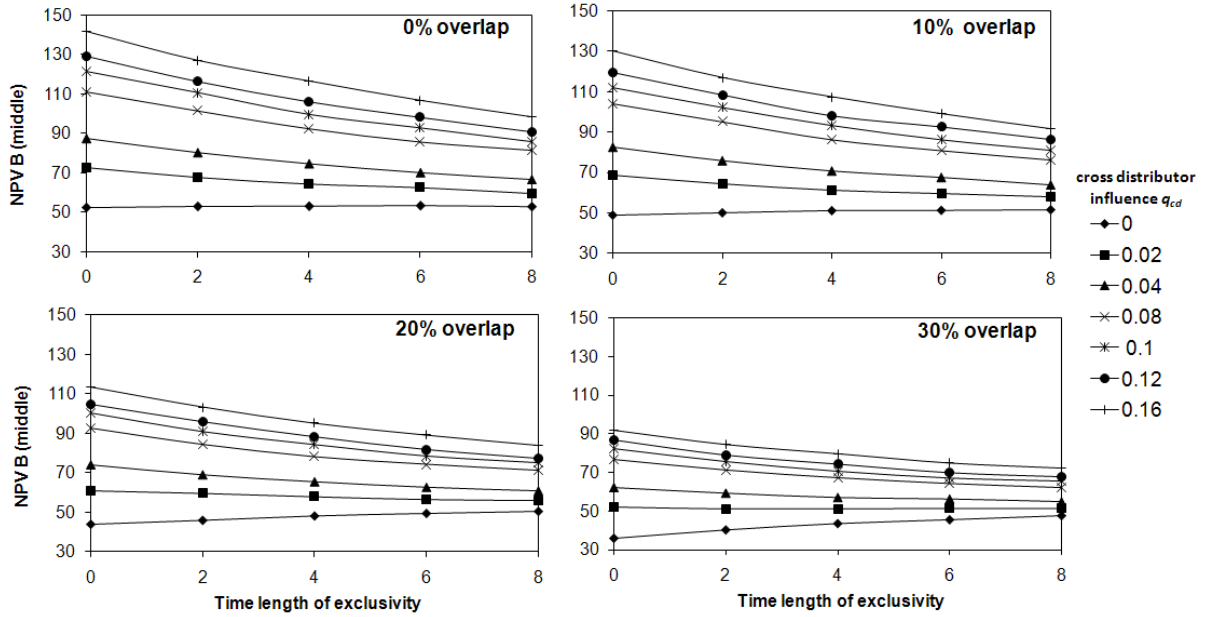 0% overlap
NPV B (middle)
150
130
110
90
70
50
30
0 2 4 6 8
10% overlap
150
130
110
90
70
50
30
0 2 4 6 8
20% overlap
NPV B (middle)
150
130
110
90
70
50
30
0 2 4 6 8
Time length of exclusivity
30% overlap
150
130
110
90
70
50
30
0 2 4 6 8
Time length of exclusivity
cross distributor
influence qcd
0
0.02
0.04
0.08
0.1
0.12
0.16